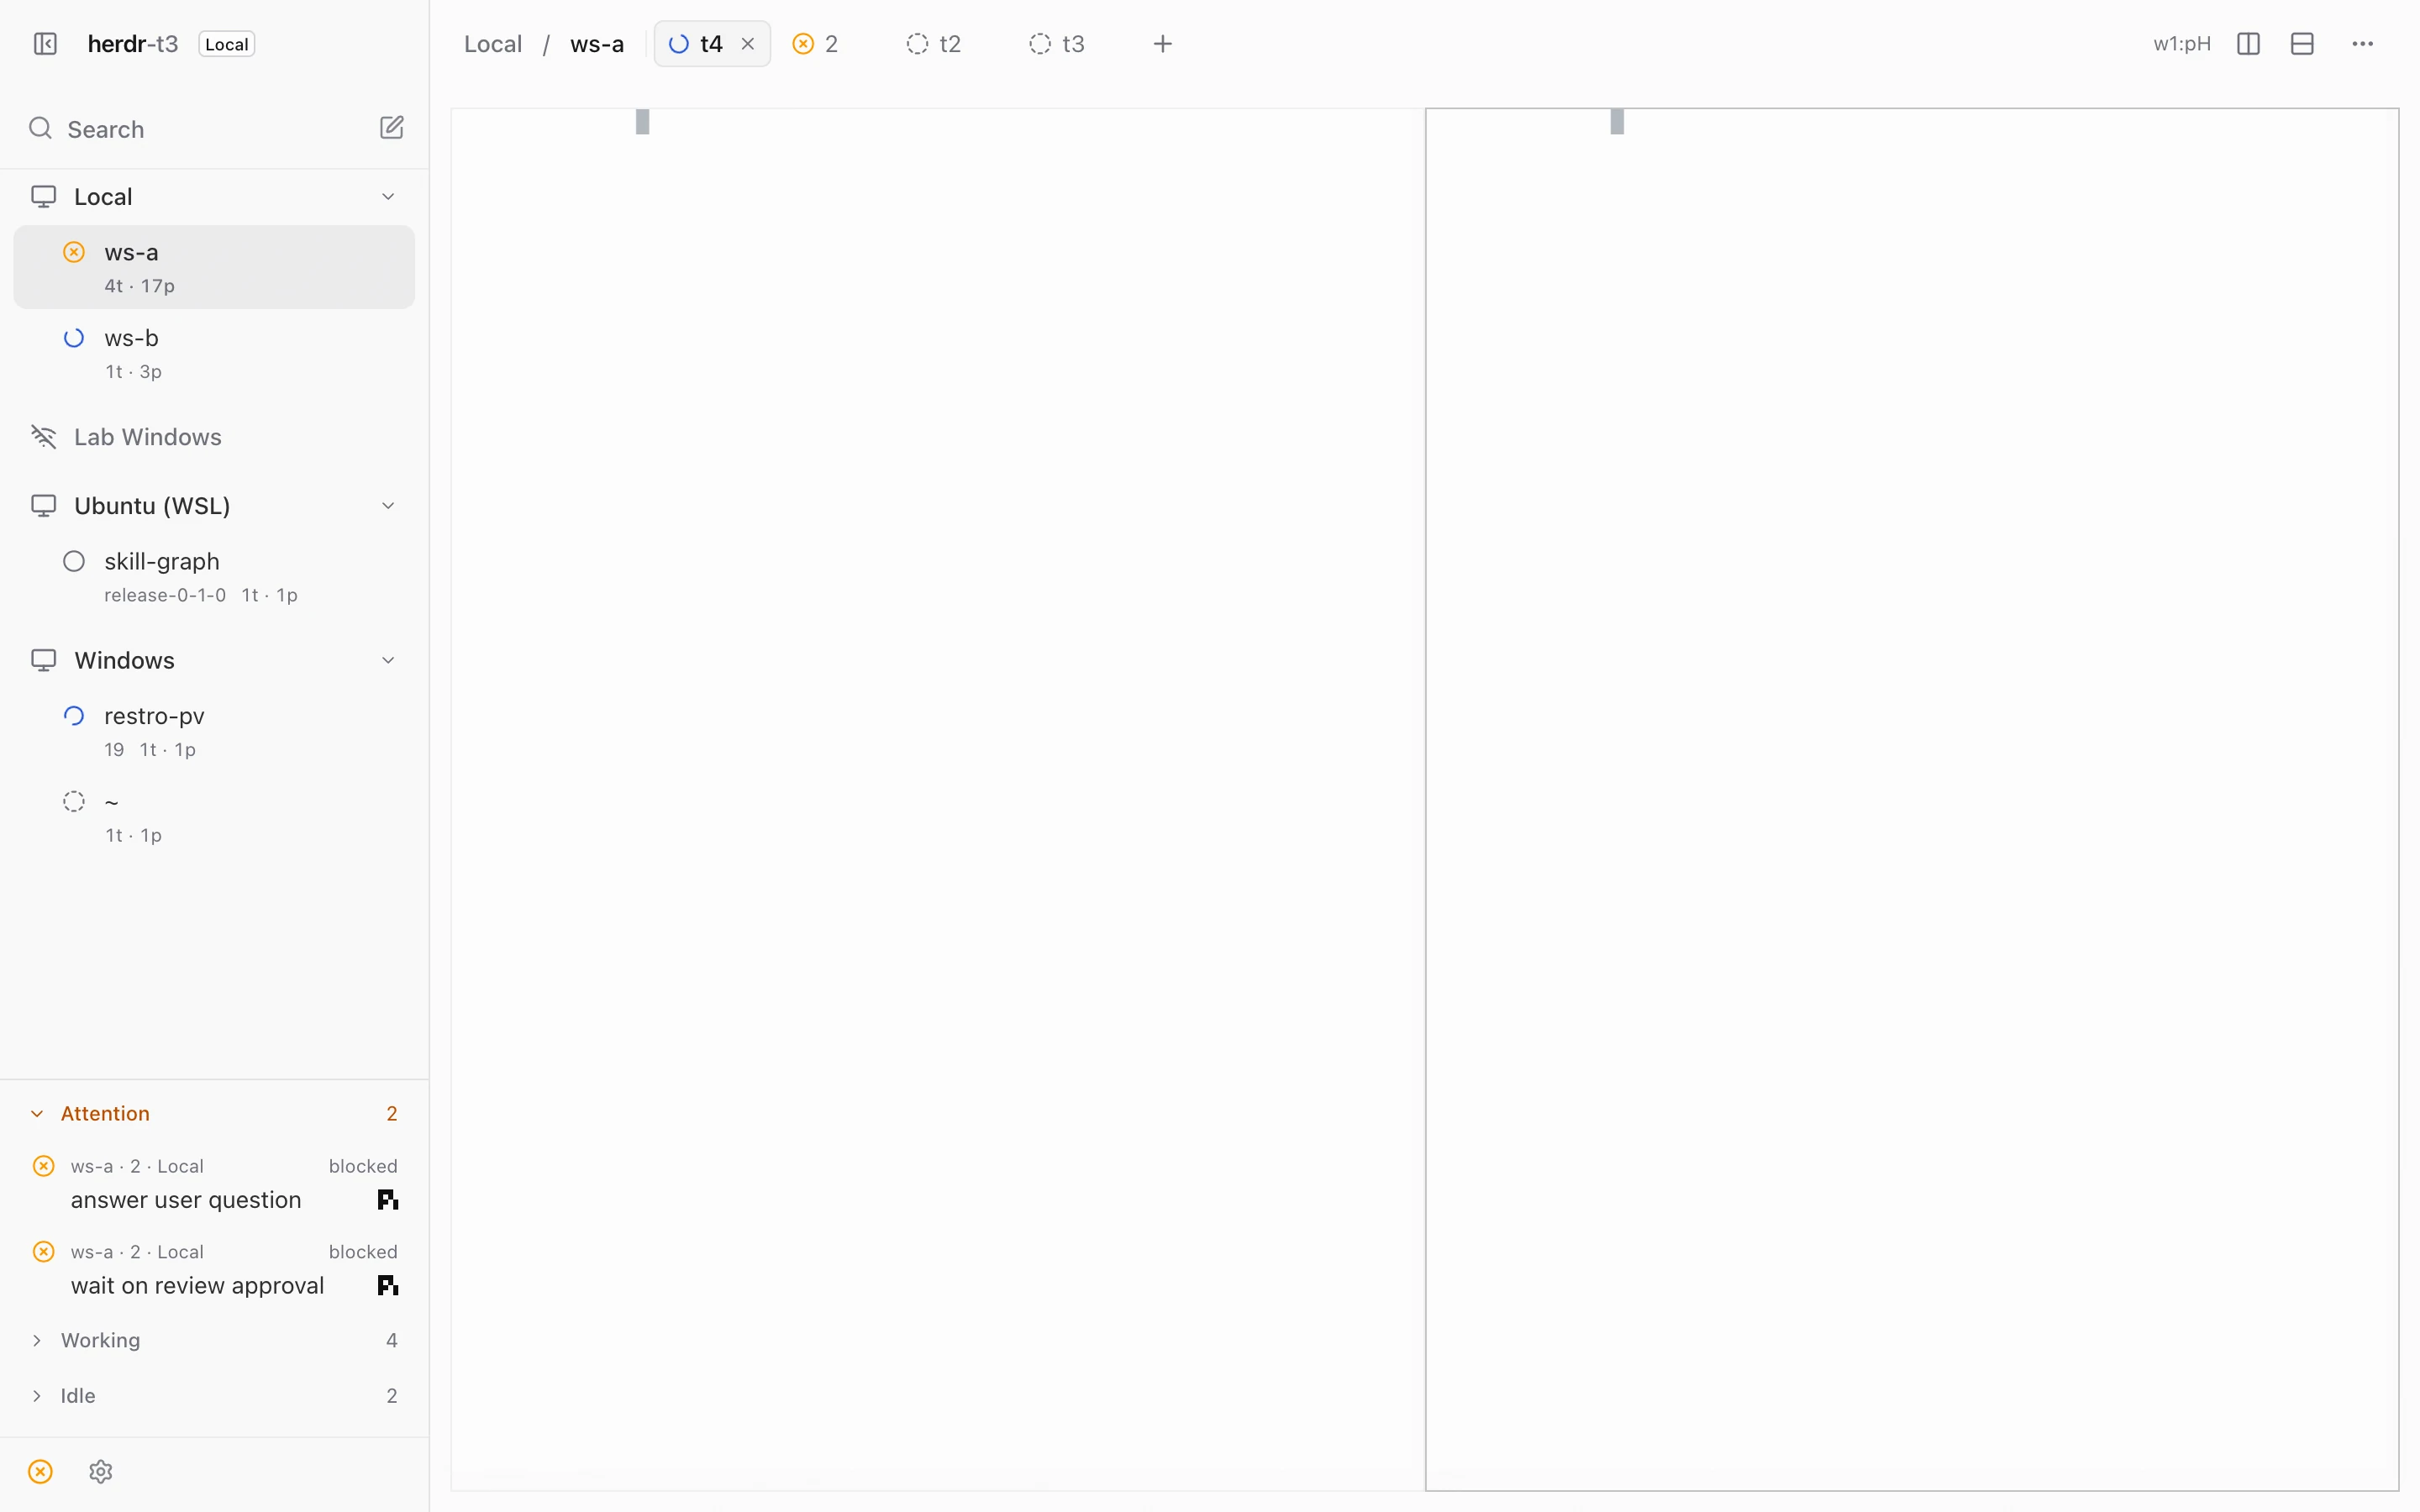 herdr-t3 Local
Search
Local
ws-a
4t · 17p
ws-b
1t · 3p
Lab Windows
Ubuntu (WSL)
skill-graph
release-0-1-0 1t · 1p
Windows
restro-pv
19 1t · 1p
~
1t · 1p
Attention 2
ws-a · 2 · Local blocked
answer user question
ws-a · 2 · Local blocked
wait on review approval
Working 4
Idle 2
Local / ws-a t4 2 t2 t3 w1:pH